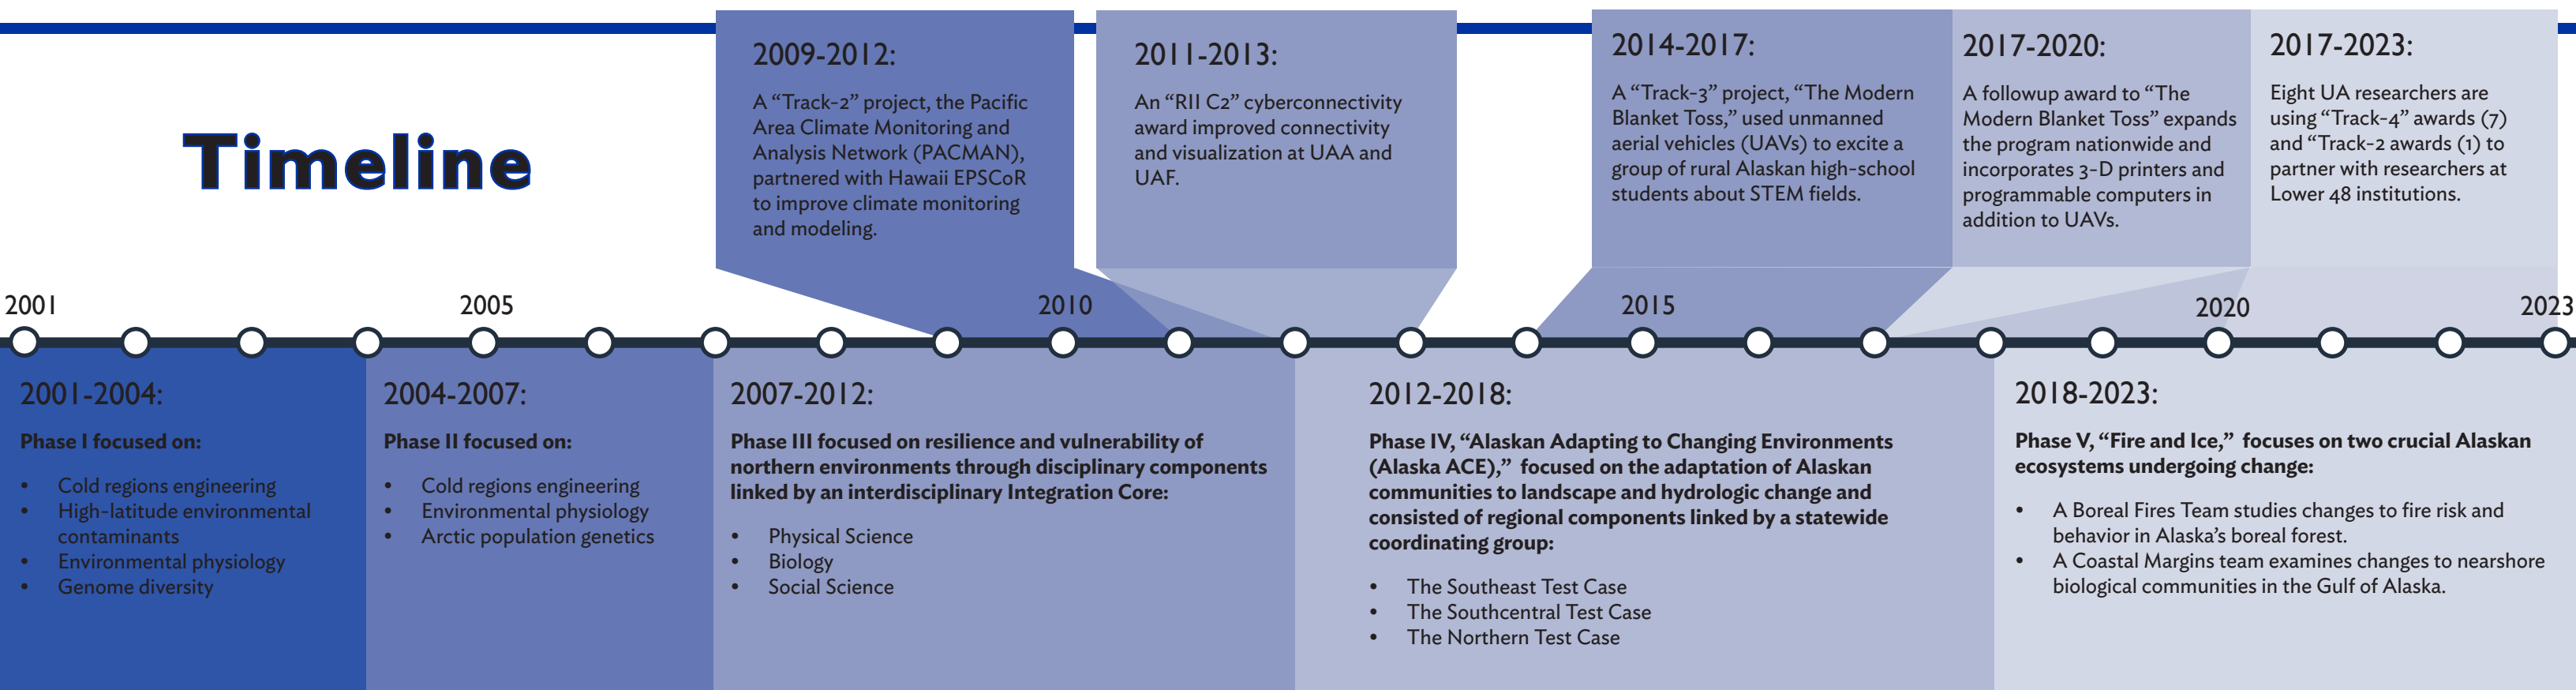 Timeline
2009-2012:
A “Track-2” project, the Pacific
Area Climate Monitoring and
Analysis Network (PACMAN),
partnered with Hawaii EPSCoR
to improve climate monitoring
and modeling.
2011-2013:
An “RII C2” cyberconnectivity
award improved connectivity
and visualization at UAA and
UAF.
2014-2017:
A “Track-3” project, “The Modern
Blanket Toss,” used unmanned
aerial vehicles (UAVs) to excite a
group of rural Alaskan high-school
students about STEM fields.
2017-2020:
A followup award to “The
Modern Blanket Toss” expands
the program nationwide and
incorporates 3-D printers and
programmable computers in
addition to UAVs.
2017-2023:
Eight UA researchers are
using “Track-4” awards (7)
and “Track-2 awards (1) to
partner with researchers at
Lower 48 institutions.
2001
2005
2010
2015
2020
2023
2001-2004:
Phase I focused on:
• Cold regions engineering
• High-latitude environmental
contaminants
• Environmental physiology
• Genome diversity
2004-2007:
Phase II focused on:
• Cold regions engineering
• Environmental physiology
• Arctic population genetics
2007-2012:
Phase III focused on resilience and vulnerability of
northern environments through disciplinary components
linked by an interdisciplinary Integration Core:
• Physical Science
• Biology
• Social Science
2012-2018:
Phase IV, “Alaskan Adapting to Changing Environments
(Alaska ACE),” focused on the adaptation of Alaskan
communities to landscape and hydrologic change and
consisted of regional components linked by a statewide
coordinating group:
• The Southeast Test Case
• The Southcentral Test Case
• The Northern Test Case
2018-2023:
Phase V, “Fire and Ice,” focuses on two crucial Alaskan
ecosystems undergoing change:
• A Boreal Fires Team studies changes to fire risk and
behavior in Alaska’s boreal forest.
• A Coastal Margins team examines changes to nearshore
biological communities in the Gulf of Alaska.